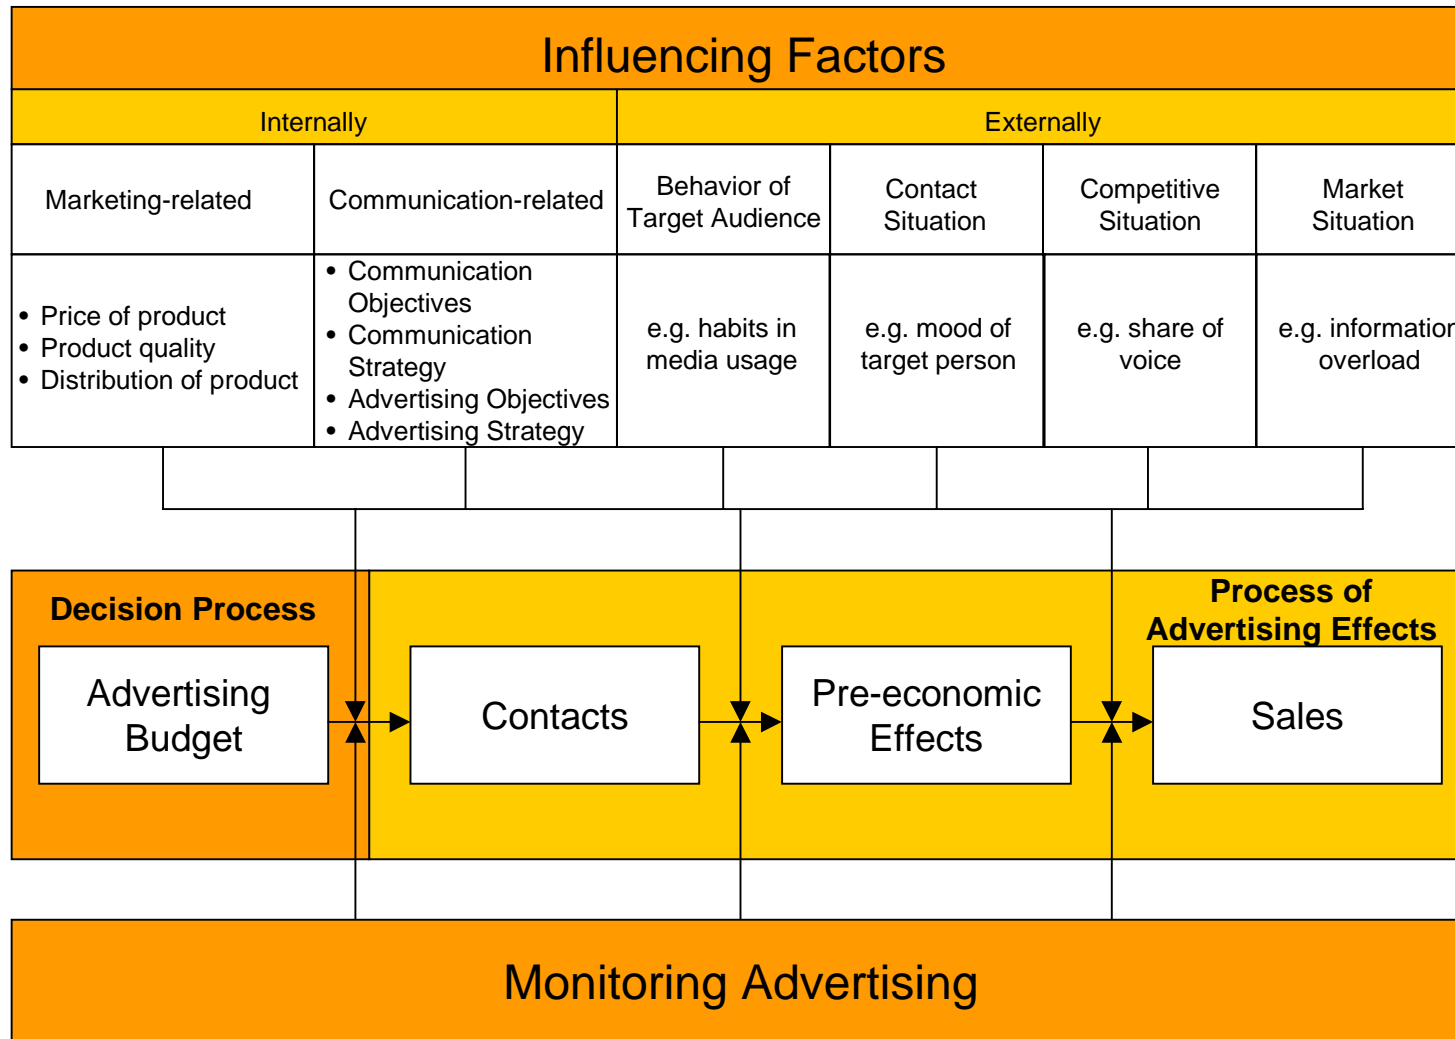 Influencing Factors
Internally
Externally
Marketing-related
Communication-related
Behavior of
Target Audience
Contact
Situation
Competitive
Situation
Market
Situation
• Price of product
• Product quality
• Distribution of product
• Communication
Objectives
• Communication
Strategy
• Advertising Objectives
• Advertising Strategy
e.g. habits in
media usage
e.g. mood of
target person
e.g. share of
voice
e.g. information
overload
Decision Process
Process of
Advertising Effects
Advertising
Budget
Contacts
Pre-economic
Effects
Sales
Monitoring Advertising